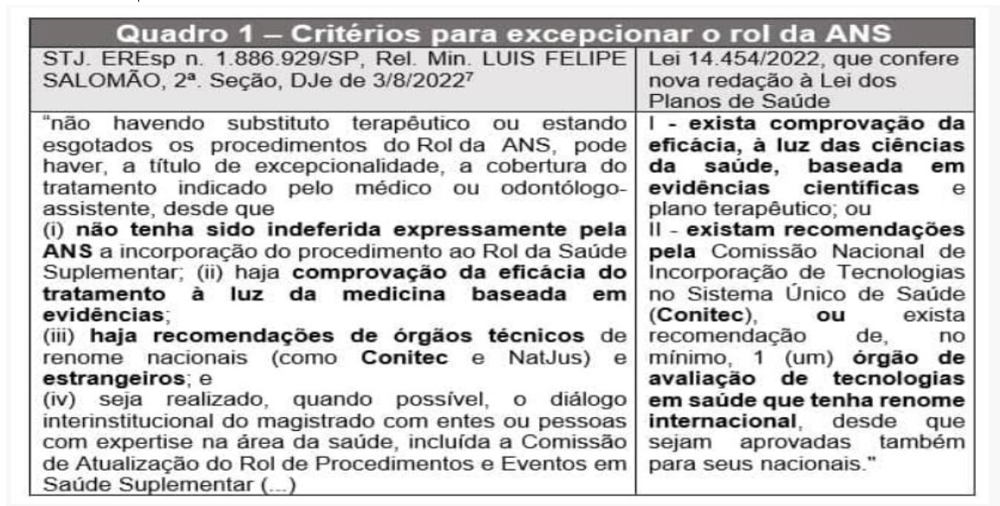 Quadro 1 – Critérios para excepcionar o rol da ANS
STJ. EREsp n. 1.886.929/SP, Rel. Min. LUIS FELIPE
SALOMÃO, 2ª. Seção, DJe de 3/8/2022⁷
Lei 14.454/2022, que confere
nova redação à Lei dos
Planos de Saúde
“não havendo substituto terapêutico ou estando
esgotados os procedimentos do Rol da ANS, pode
haver, a título de excepcionalidade, a cobertura do
tratamento indicado pelo médico ou odontólogo-
assistente, desde que
(i) não tenha sido indeferida expressamente pela
ANS a incorporação do procedimento ao Rol da Saúde
Suplementar; (ii) haja comprovação da eficácia do
tratamento à luz da medicina baseada em
evidências;
(iii) haja recomendações de órgãos técnicos de
renome nacionais (como Conitec e NatJus) e
estrangeiros; e
(iv) seja realizado, quando possível, o diálogo
interinstitucional do magistrado com entes ou pessoas
com expertise na área da saúde, incluída a Comissão
de Atualização do Rol de Procedimentos e Eventos em
Saúde Suplementar (...)
I - exista comprovação da
eficácia, à luz das ciências
da saúde, baseada em
evidências científicas e
plano terapêutico; ou
II - existam recomendações
pela Comissão Nacional de
Incorporação de Tecnologias
no Sistema Único de Saúde
(Conitec), ou exista
recomendação de, no
mínimo, 1 (um) órgão de
avaliação de tecnologias
em saúde que tenha renome
internacional, desde que
sejam aprovadas também
para seus nacionais."